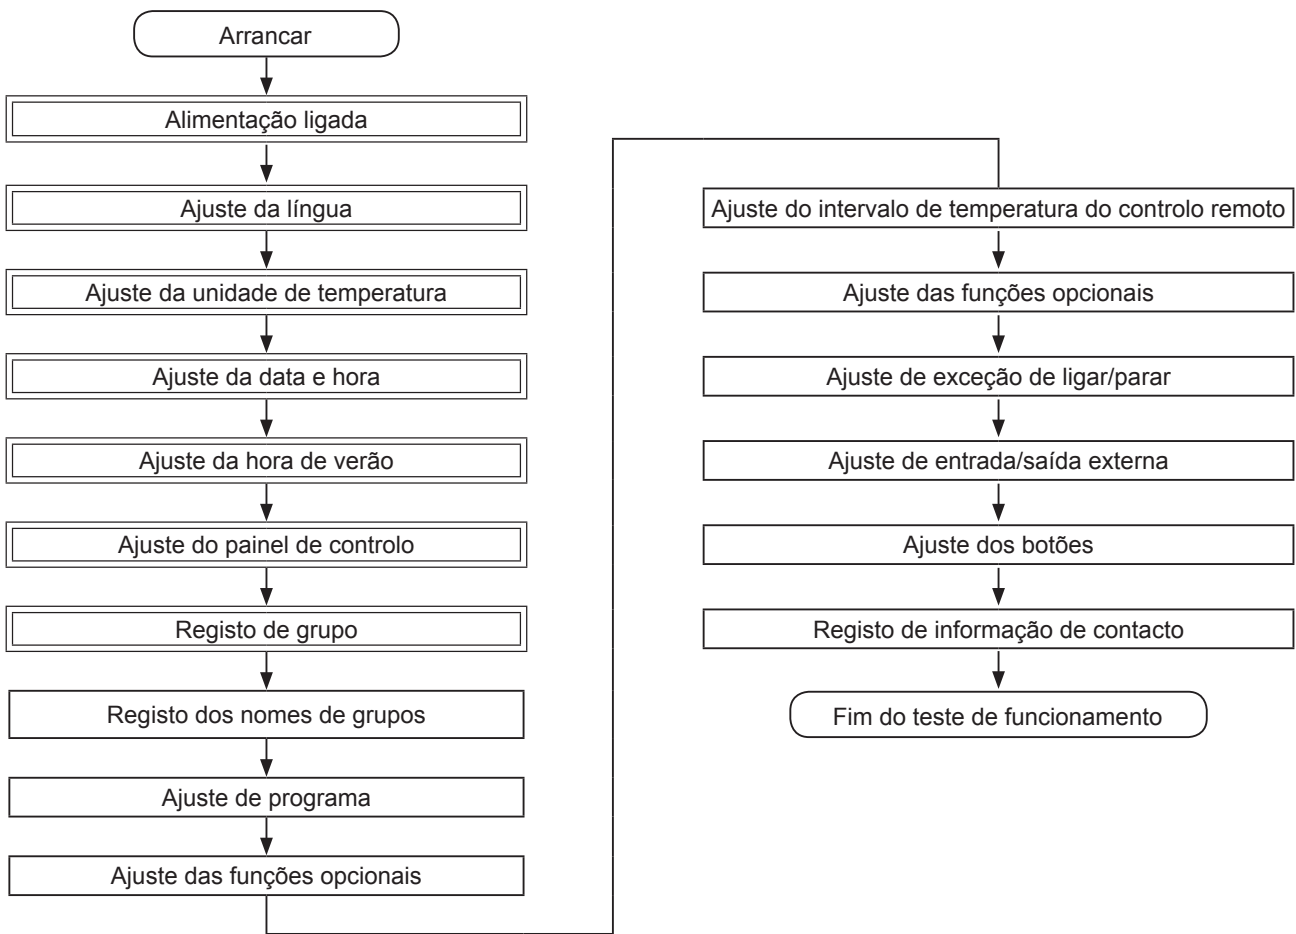 Arrancar
Alimentação ligada
Ajuste da língua
Ajuste da unidade de temperatura
Ajuste da data e hora
Ajuste da hora de verão
Ajuste do painel de controlo
Registo de grupo
Registo dos nomes de grupos
Ajuste de programa
Ajuste das funções opcionais
Ajuste do intervalo de temperatura do controlo remoto
Ajuste das funções opcionais
Ajuste de exceção de ligar/parar
Ajuste de entrada/saída externa
Ajuste dos botões
Registo de informação de contacto
Fim do teste de funcionamento